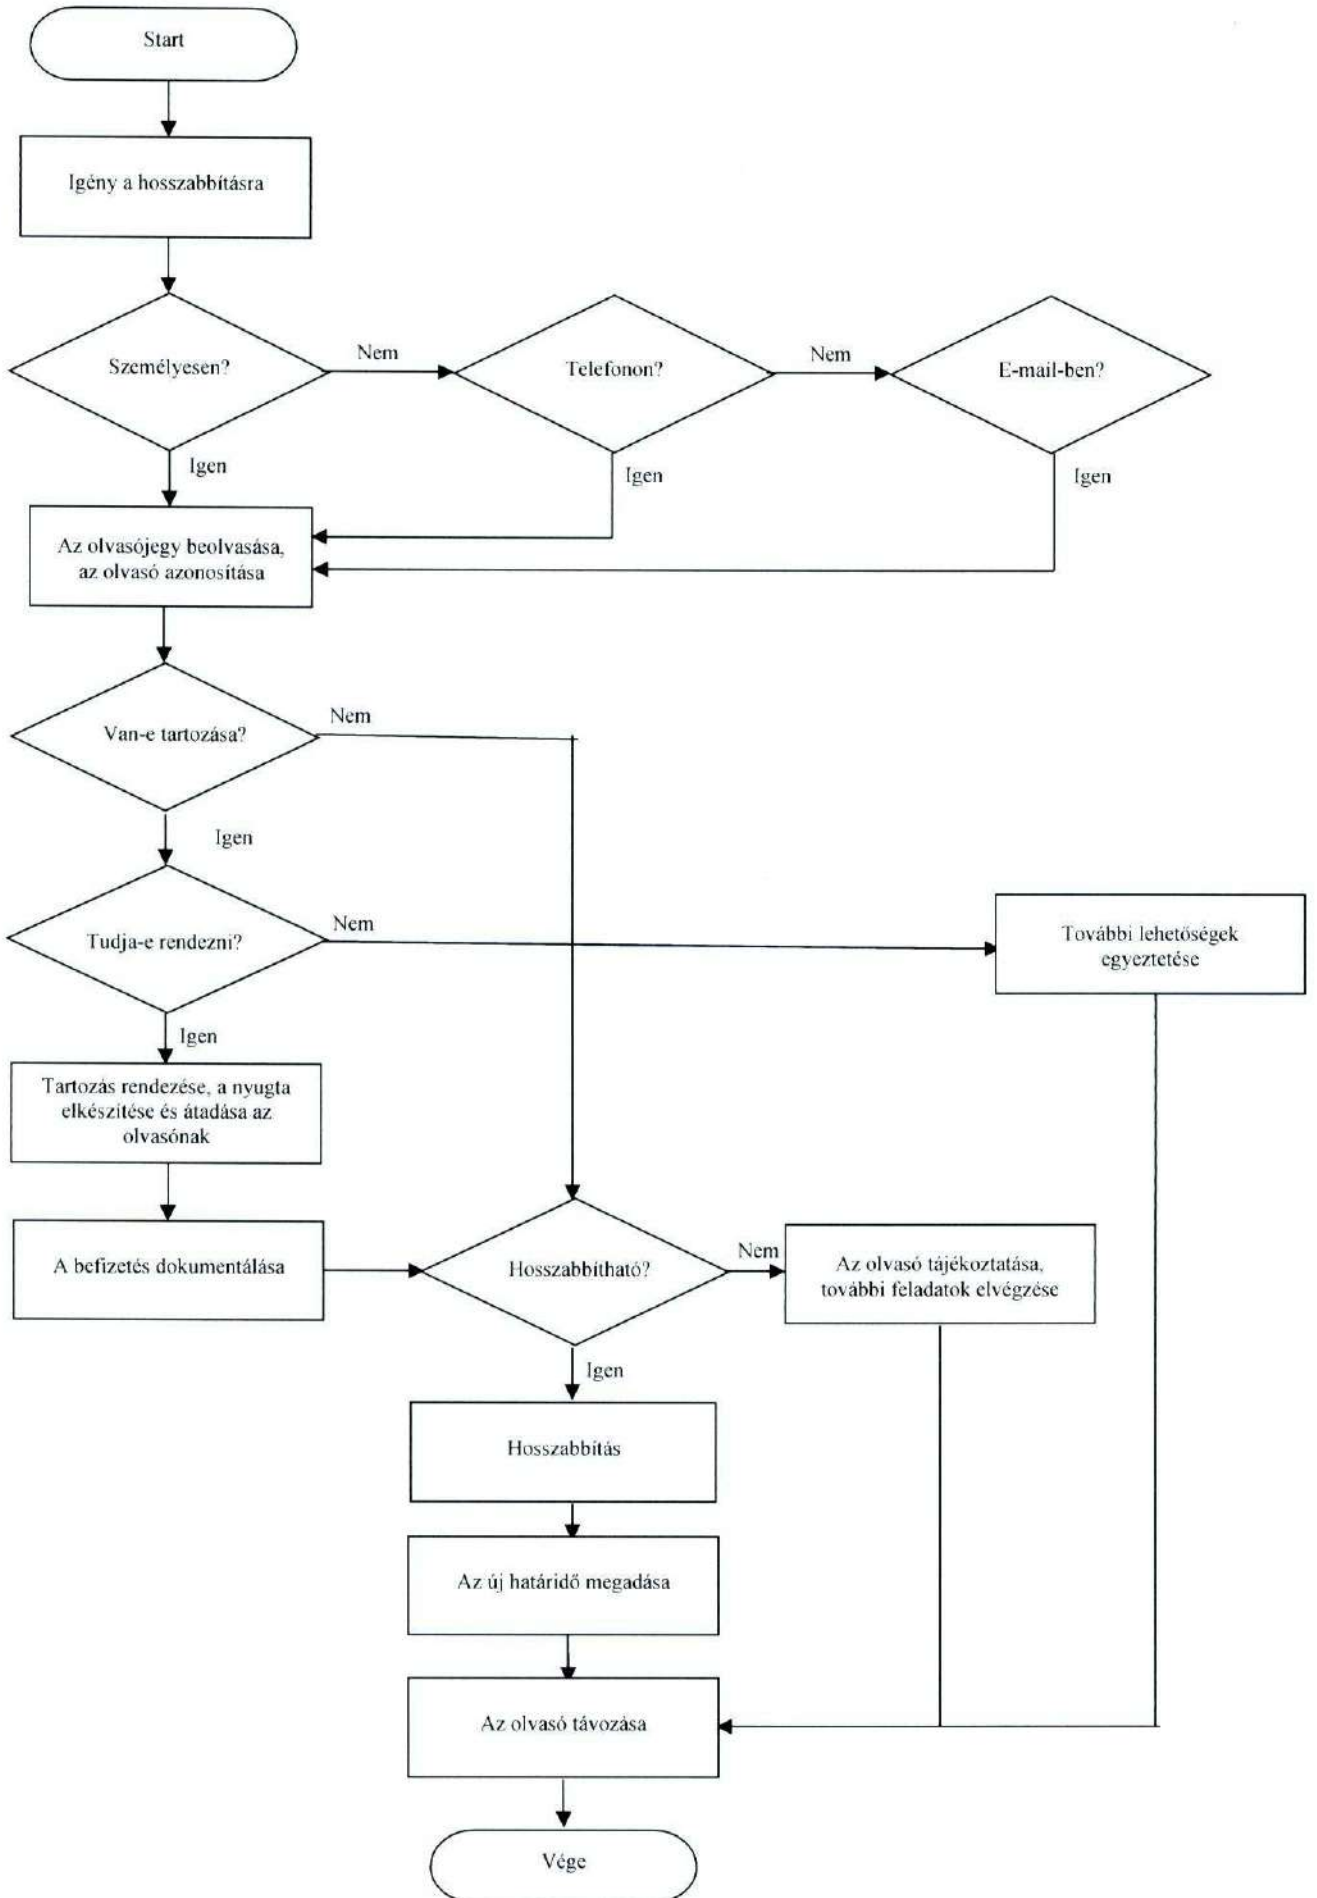 Start
Igény a hosszabbításra
Személyesen?
Nem
Telefonon?
Nem
E-mail-ben?
Igen
Igen
Igen
Az olvasójegy beolvasása,
az olvasó azonosítása
Van-e tartozása?
Nem
Igen
Tudja-e rendezni?
Nem
További lehetőségek
egyeztetése
Igen
Tartozás rendezése, a nyugta
elkészítése és átadása az
olvasónak
A befizetés dokumentálása
Hosszabbítható?
Nem
Az olvasó tájékoztatása,
további feladatok elvégzése
Igen
Hosszabbítás
Az új határidő megadása
Az olvasó távozása
Vége